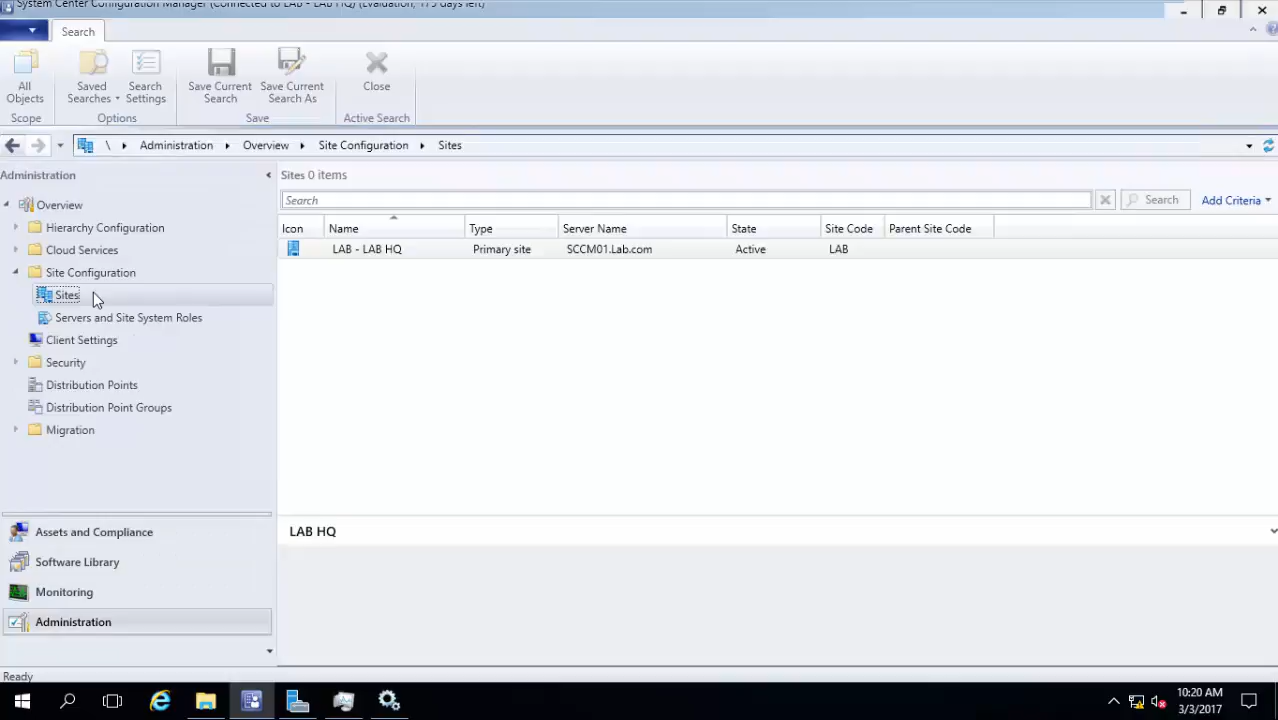 System Center Configuration Manager (Connected to LAB - LAB HQ) (Evaluation, 175 days left)
Search
All Objects
Saved Searches
Search Settings
Save Current Search
Save Current Search As
Close
Scope
Options
Save
Active Search
\ Administration Overview Site Configuration Sites
Administration
Overview
Hierarchy Configuration
Cloud Services
Site Configuration
Sites
Servers and Site System Roles
Client Settings
Security
Distribution Points
Distribution Point Groups
Migration
Assets and Compliance
Software Library
Monitoring
Administration
Sites 0 items
Search Search Add Criteria
Icon Name Type Server Name State Site Code Parent Site Code
LAB - LAB HQ Primary site SCCM01.Lab.com Active LAB
LAB HQ
Ready
10:20 AM
3/3/2017